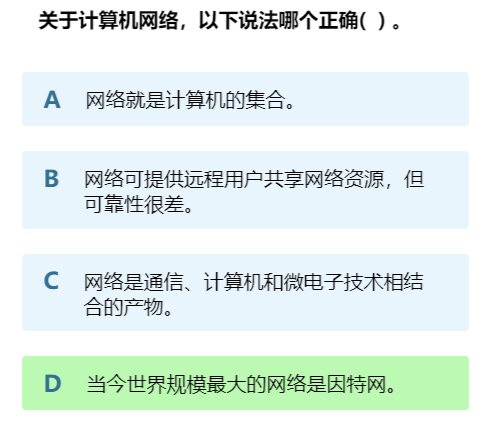 关于计算机网络，以下说法哪个正确(  )。
A 网络就是计算机的集合。
B 网络可提供远程用户共享网络资源，但
可靠性很差。
C 网络是通信、计算机和微电子技术相结
合的产物。
D 当今世界规模最大的网络是因特网。